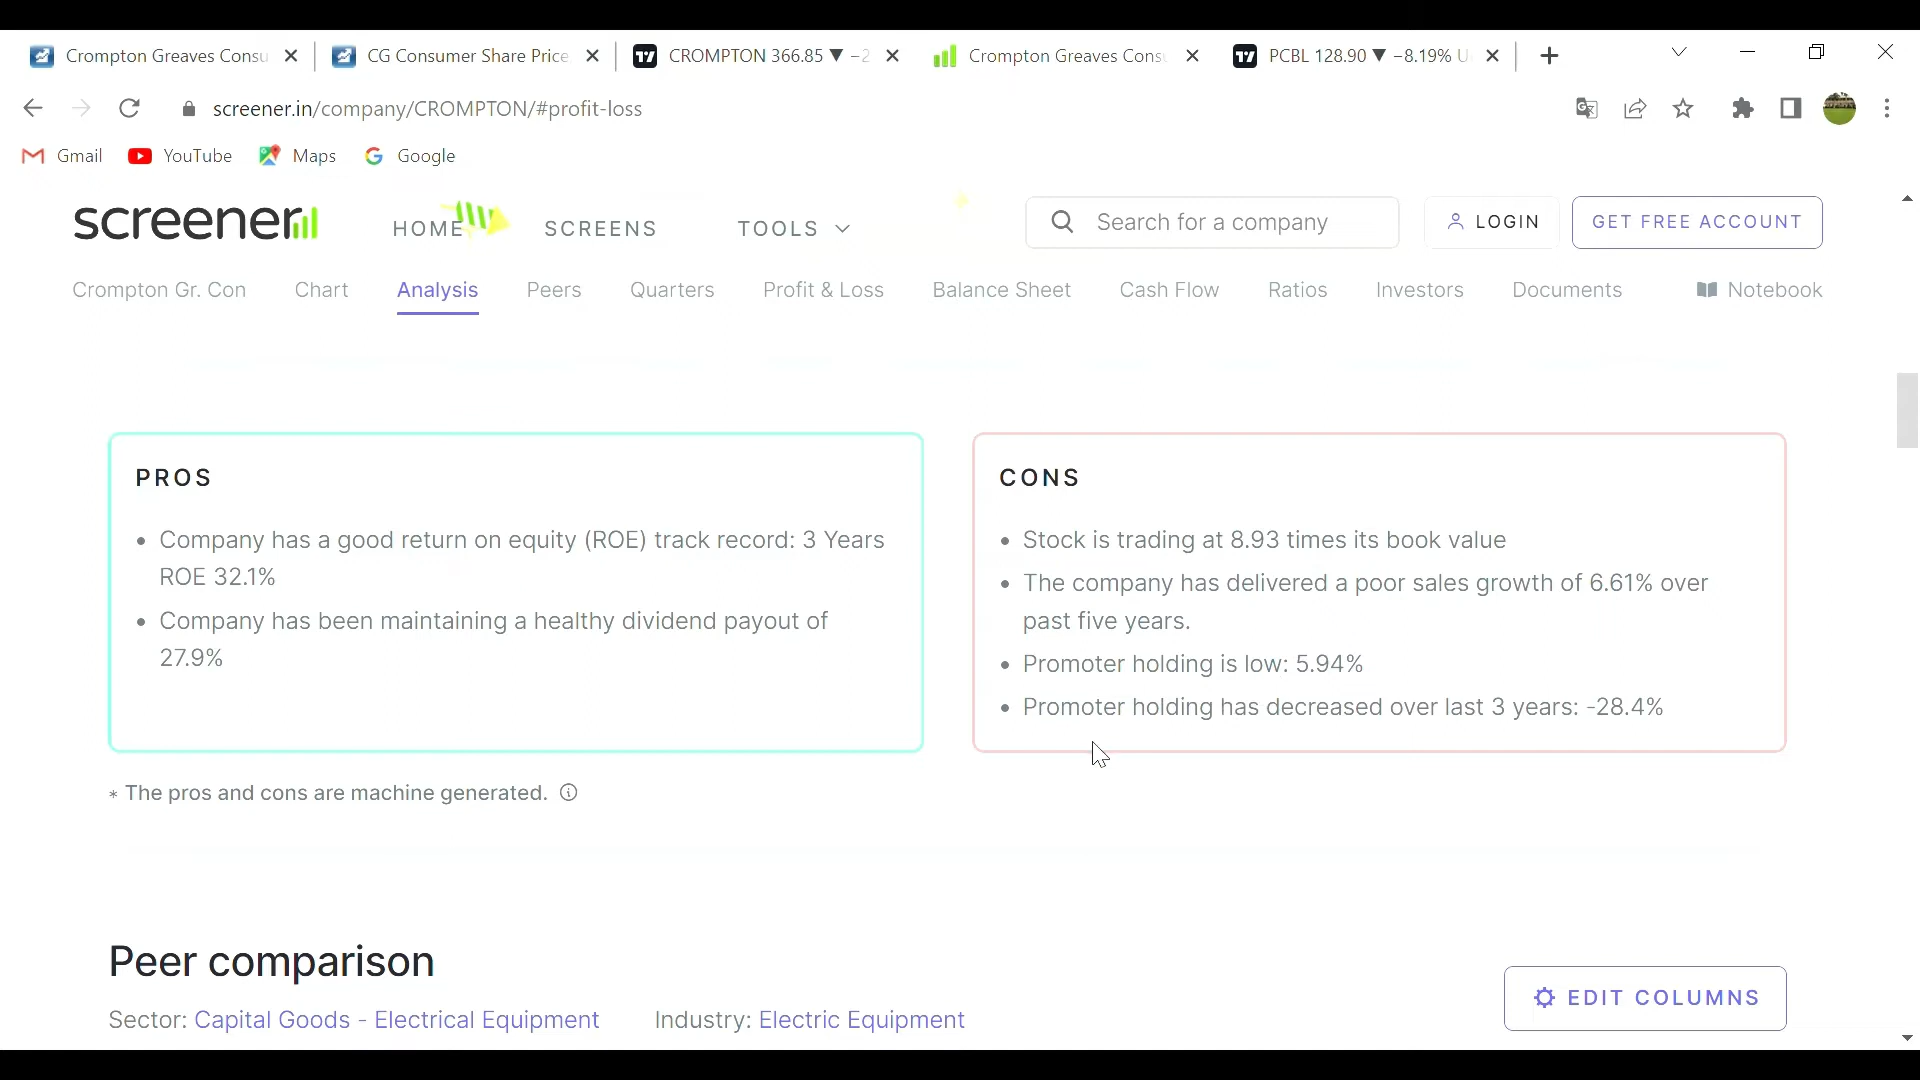 Crompton Greaves Consu
CG Consumer Share Price
CROMPTON 366.85 ▼ −2
Crompton Greaves Cons
PCBL 128.90 ▼ −8.19% U
screener.in/company/CROMPTON/#profit-loss
Gmail YouTube Maps Google
screener
HOME SCREENS TOOLS
Search for a company
LOGIN
GET FREE ACCOUNT
Crompton Gr. Con Chart Analysis Peers Quarters Profit & Loss Balance Sheet Cash Flow Ratios Investors Documents Notebook
PROS
• Company has a good return on equity (ROE) track record: 3 Years
ROE 32.1%
• Company has been maintaining a healthy dividend payout of
27.9%
CONS
• Stock is trading at 8.93 times its book value
• The company has delivered a poor sales growth of 6.61% over
past five years.
• Promoter holding is low: 5.94%
• Promoter holding has decreased over last 3 years: -28.4%
* The pros and cons are machine generated.
Peer comparison
Sector: Capital Goods - Electrical Equipment Industry: Electric Equipment
EDIT COLUMNS